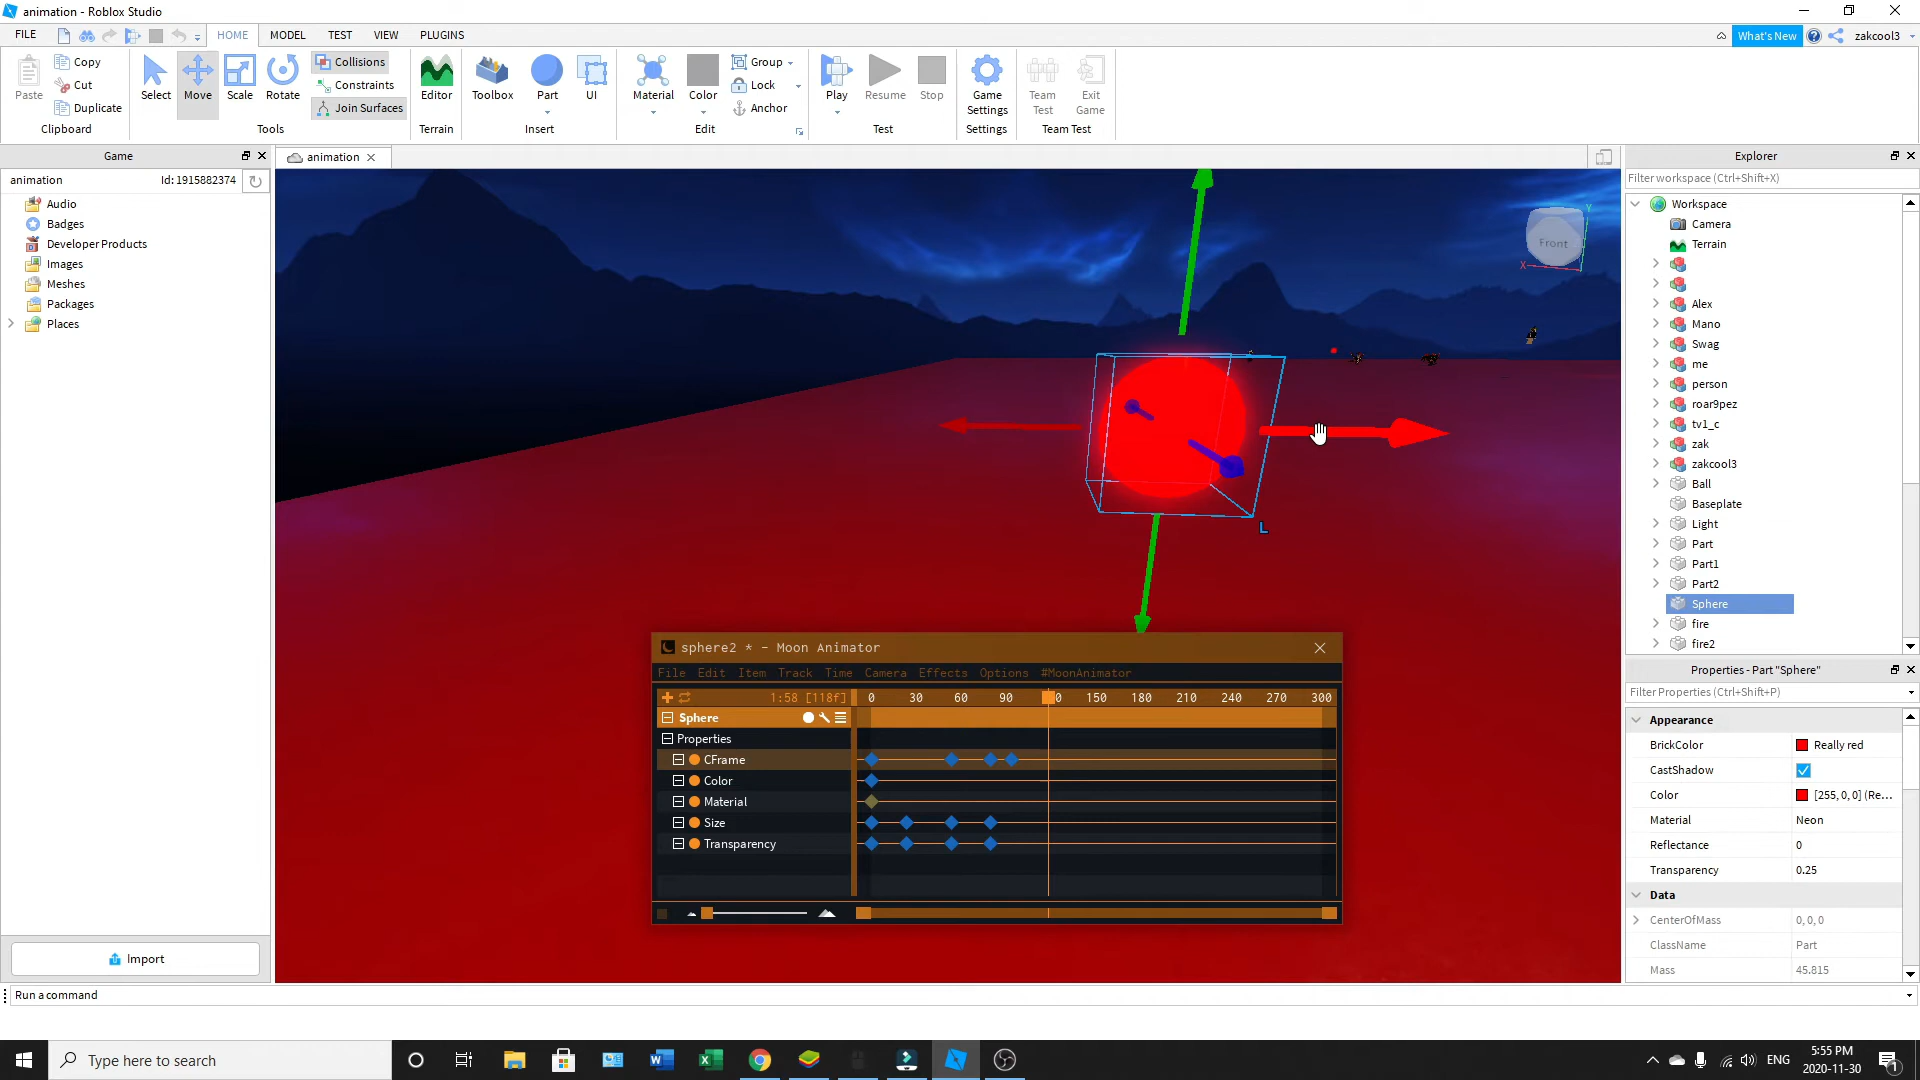 animation - Roblox Studio
FILE HOME MODEL TEST VIEW PLUGINS What's New zakcool3
Paste Copy Cut Duplicate Clipboard
Select Move Scale Rotate Collisions Constraints Join Surfaces Tools
Editor Terrain
Toolbox Part UI Insert
Material Color Group Lock Anchor Edit
Play Resume Stop Test
Game Settings Settings
Team Test Exit Game Team Test
Game
animation Id: 1915882374
Audio
Badges
Developer Products
Images
Meshes
Packages
Places
Import
animation
Front
X
Y
L
Explorer
Filter workspace (Ctrl+Shift+X)
Workspace
Camera
Terrain
Alex
Mano
Swag
me
person
roar9pez
tv1_c
zak
zakcool3
Ball
Baseplate
Light
Part
Part1
Part2
Sphere
fire
fire2
Properties - Part "Sphere"
Filter Properties (Ctrl+Shift+P)
Appearance
BrickColor Really red
CastShadow
Color [255, 0, 0] (Re...
Material Neon
Reflectance 0
Transparency 0.25
Data
CenterOfMass 0, 0, 0
ClassName Part
Mass 45.815
sphere2 * - Moon Animator
File Edit Item Track Time Camera Effects Options #MoonAnimator
1:58 [118f] 0 30 60 90 0 150 180 210 240 270 300
Sphere
Properties
CFrame
Color
Material
Size
Transparency
Run a command
Type here to search
ENG
5:55 PM
2020-11-30
1